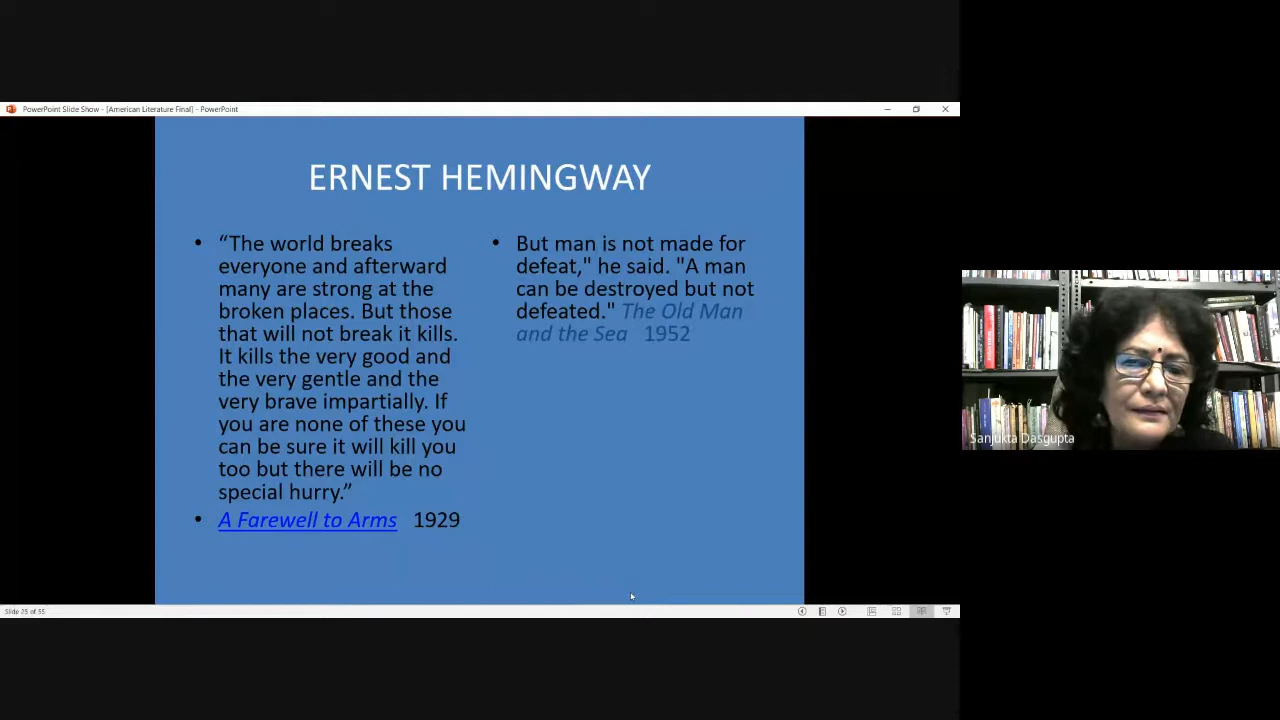 PowerPoint Slide Show - [American Literature Final] - PowerPoint
ERNEST HEMINGWAY
• “The world breaks
everyone and afterward
many are strong at the
broken places. But those
that will not break it kills.
It kills the very good and
the very gentle and the
very brave impartially. If
you are none of these you
can be sure it will kill you
too but there will be no
special hurry.”
• A Farewell to Arms 1929
• But man is not made for
defeat," he said. "A man
can be destroyed but not
defeated." The Old Man
and the Sea 1952
Sanjukta Dasgupta
Slide 25 of 35